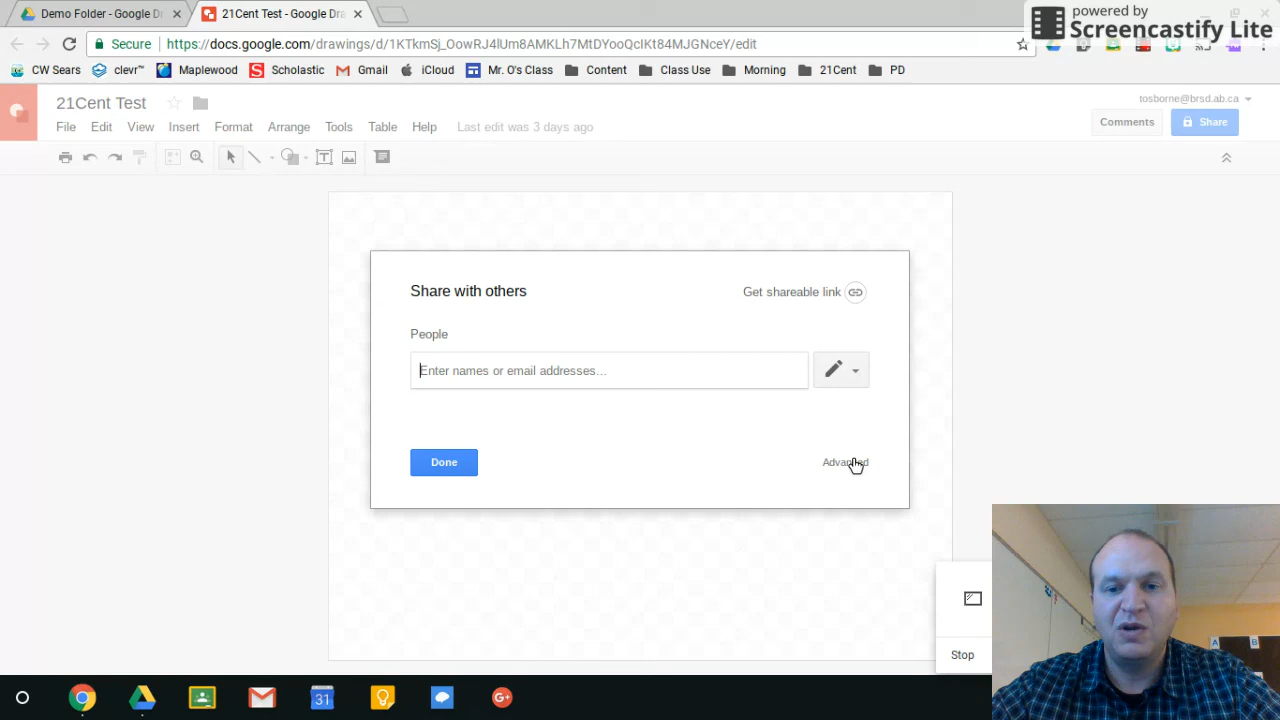 Demo Folder - Google Dr
21Cent Test - Google Dra
powered by
Screencastify Lite
Secure
https://docs.google.com/drawings/d/1KTkmSj_OowRJ4lUm8AMKLh7MtDYooQcIKt84MJGNceY/edit
CW Sears
clevr™
Maplewood
Scholastic
Gmail
iCloud
Mr. O's Class
Content
Class Use
Morning
21Cent
PD
21Cent Test
tosborne@brsd.ab.ca
File Edit View Insert Format Arrange Tools Table Help
Last edit was 3 days ago
Comments
Share
Share with others
Get shareable link
People
Enter names or email addresses...
Done
Advanced
Stop
A B
31
G+